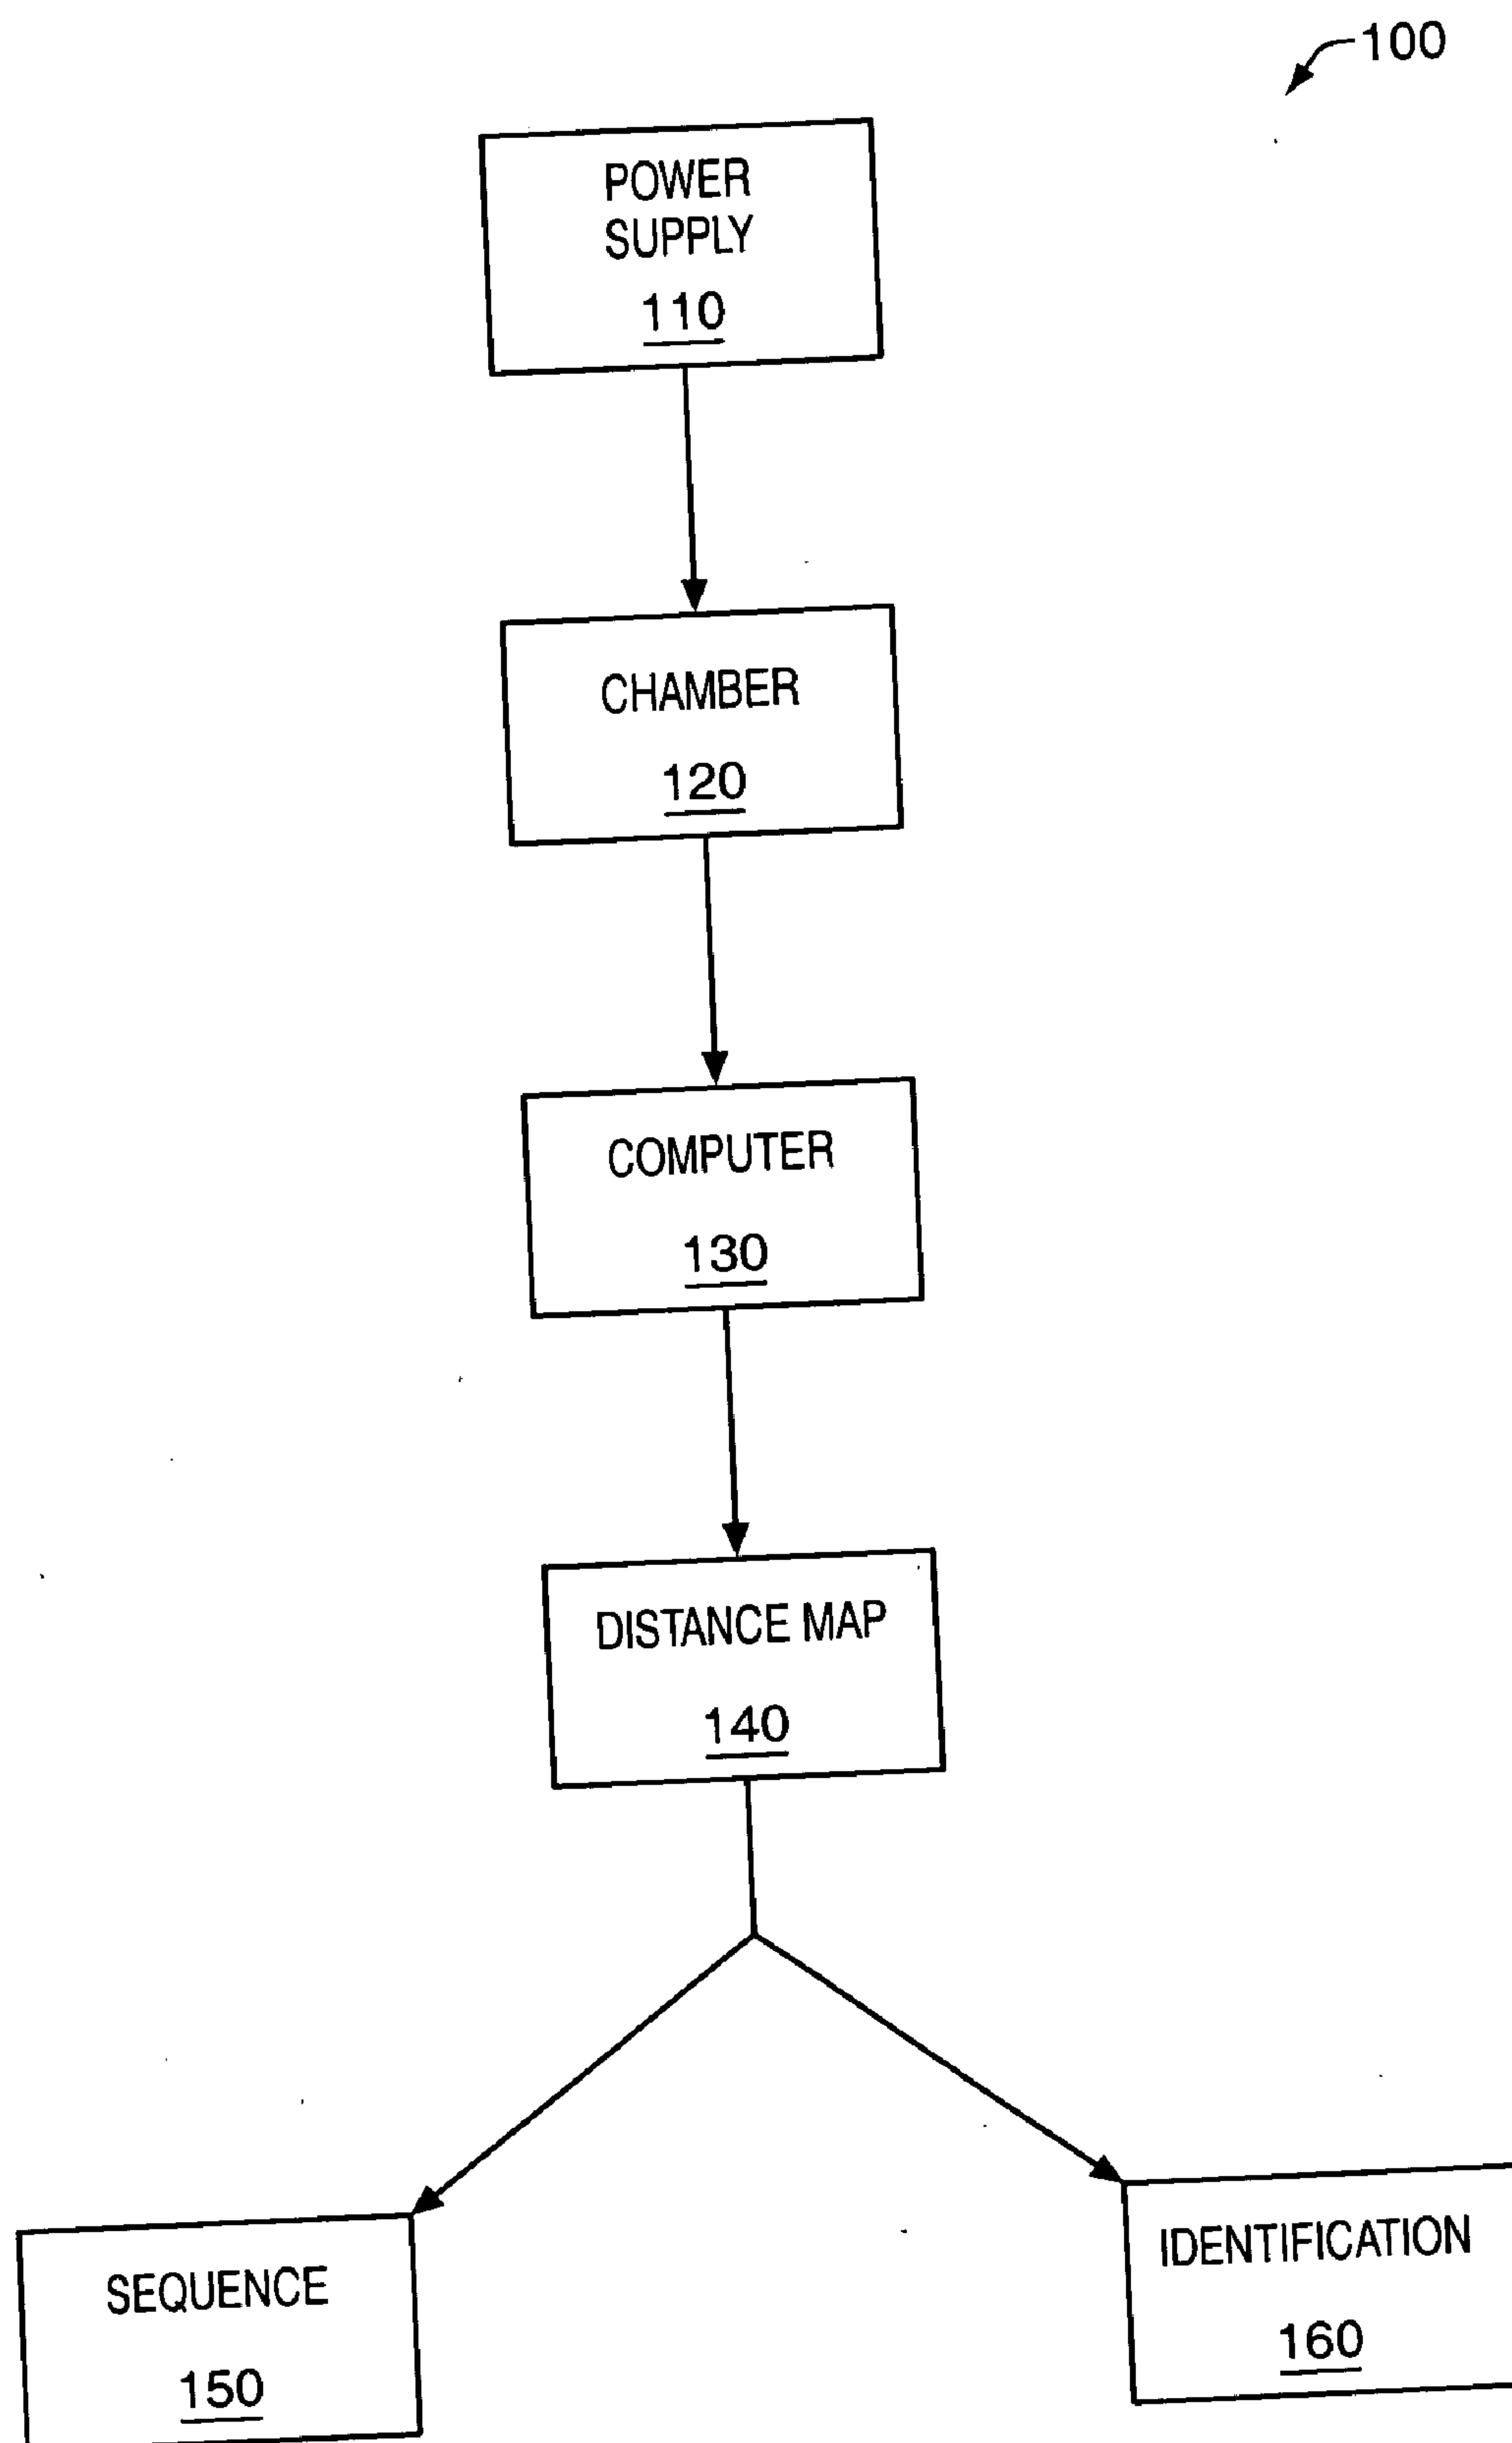 100
POWER
SUPPLY
110
CHAMBER
120
COMPUTER
130
DISTANCE MAP
140
SEQUENCE
150
IDENTIFICATION
160